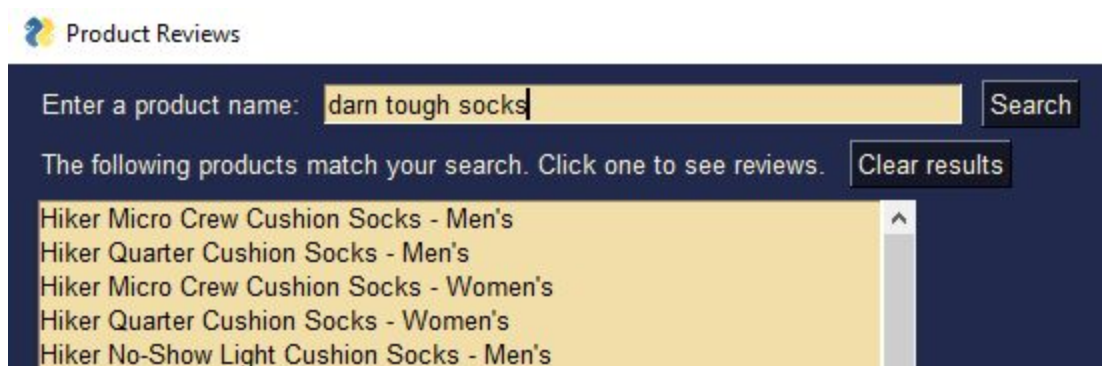 Product Reviews
Enter a product name: darn tough socks Search
The following products match your search. Click one to see reviews. Clear results
Hiker Micro Crew Cushion Socks - Men's
Hiker Quarter Cushion Socks - Men's
Hiker Micro Crew Cushion Socks - Women's
Hiker Quarter Cushion Socks - Women's
Hiker No-Show Light Cushion Socks - Men's